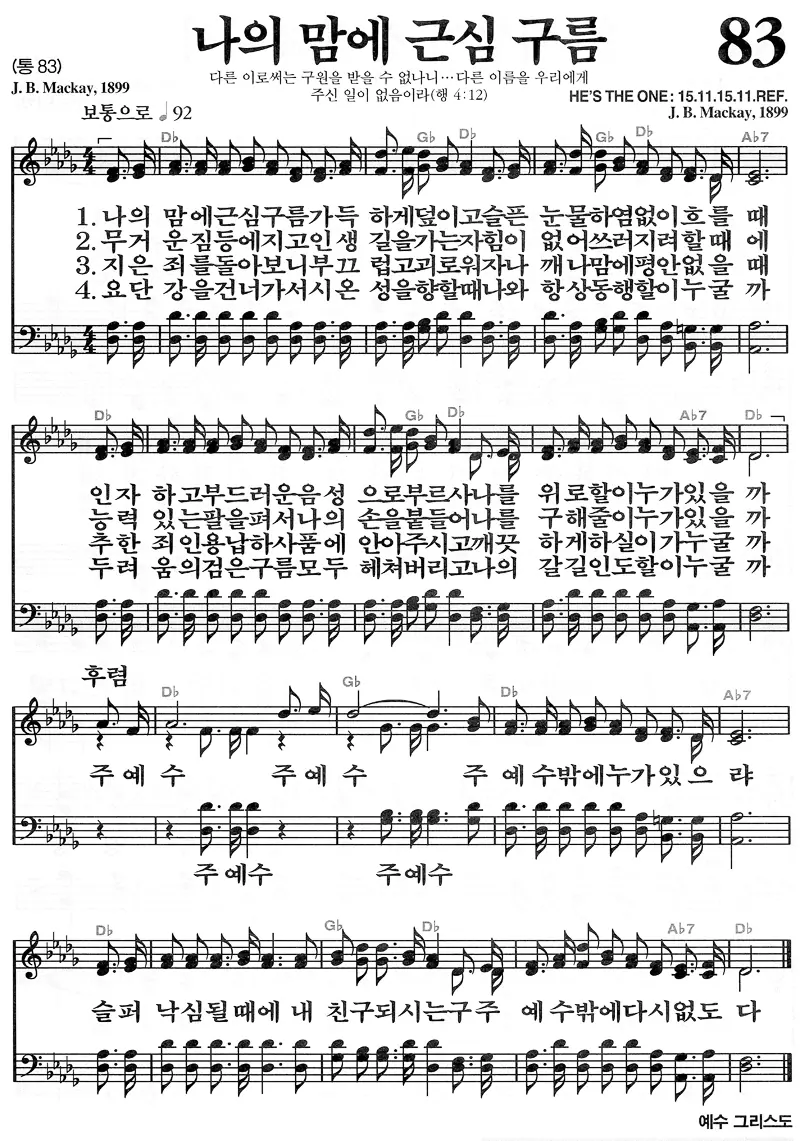 나의 맘에 근심 구름
83
(통 83)
다른 이로써는 구원을 받을 수 없나니…다른 이름을 우리에게
J. B. Mackay, 1899
주신 일이 없음이라(행 4:12)
HE'S THE ONE: 15.11.15.11.REF.
보통으로 ♩92
J. B. Mackay, 1899
D♭ G♭ D♭ G♭ D♭ A♭7
1. 나의 맘에근심구름가득 하게덮이고슬픈 눈물하염없이흐를 때
2. 무거 운짐등에지고인생 길을가는자힘이 없어쓰러지려할때 에
3. 지은 죄를돌아보니부끄 럽고괴로워자나 깨나맘에평안없을 때
4. 요단 강을건너가서시온 성을향할때나와 항상동행할이누굴 까
4/4
4/4
D♭ G♭ D♭ A♭7 D♭
인자 하고부드러운음성 으로부르사나를 위로할이누가있을 까
능력 있는팔을펴서나의 손을붙들어나를 구해줄이누가있을 까
추한 죄인용납하사품에 안아주시고깨끗 하게하실이가누굴 까
두려 움의검은구름모두 헤쳐버리고나의 갈길인도할이누굴 까
후렴
D♭ G♭ D♭ A♭7
주예수 주예수 주 예수밖에누가있으 랴
주예수 주예수
D♭ G♭ D♭ A♭7 D♭
슬퍼 낙심될때에내 친구되시는구주 예수밖에다시없도 다
예수 그리스도